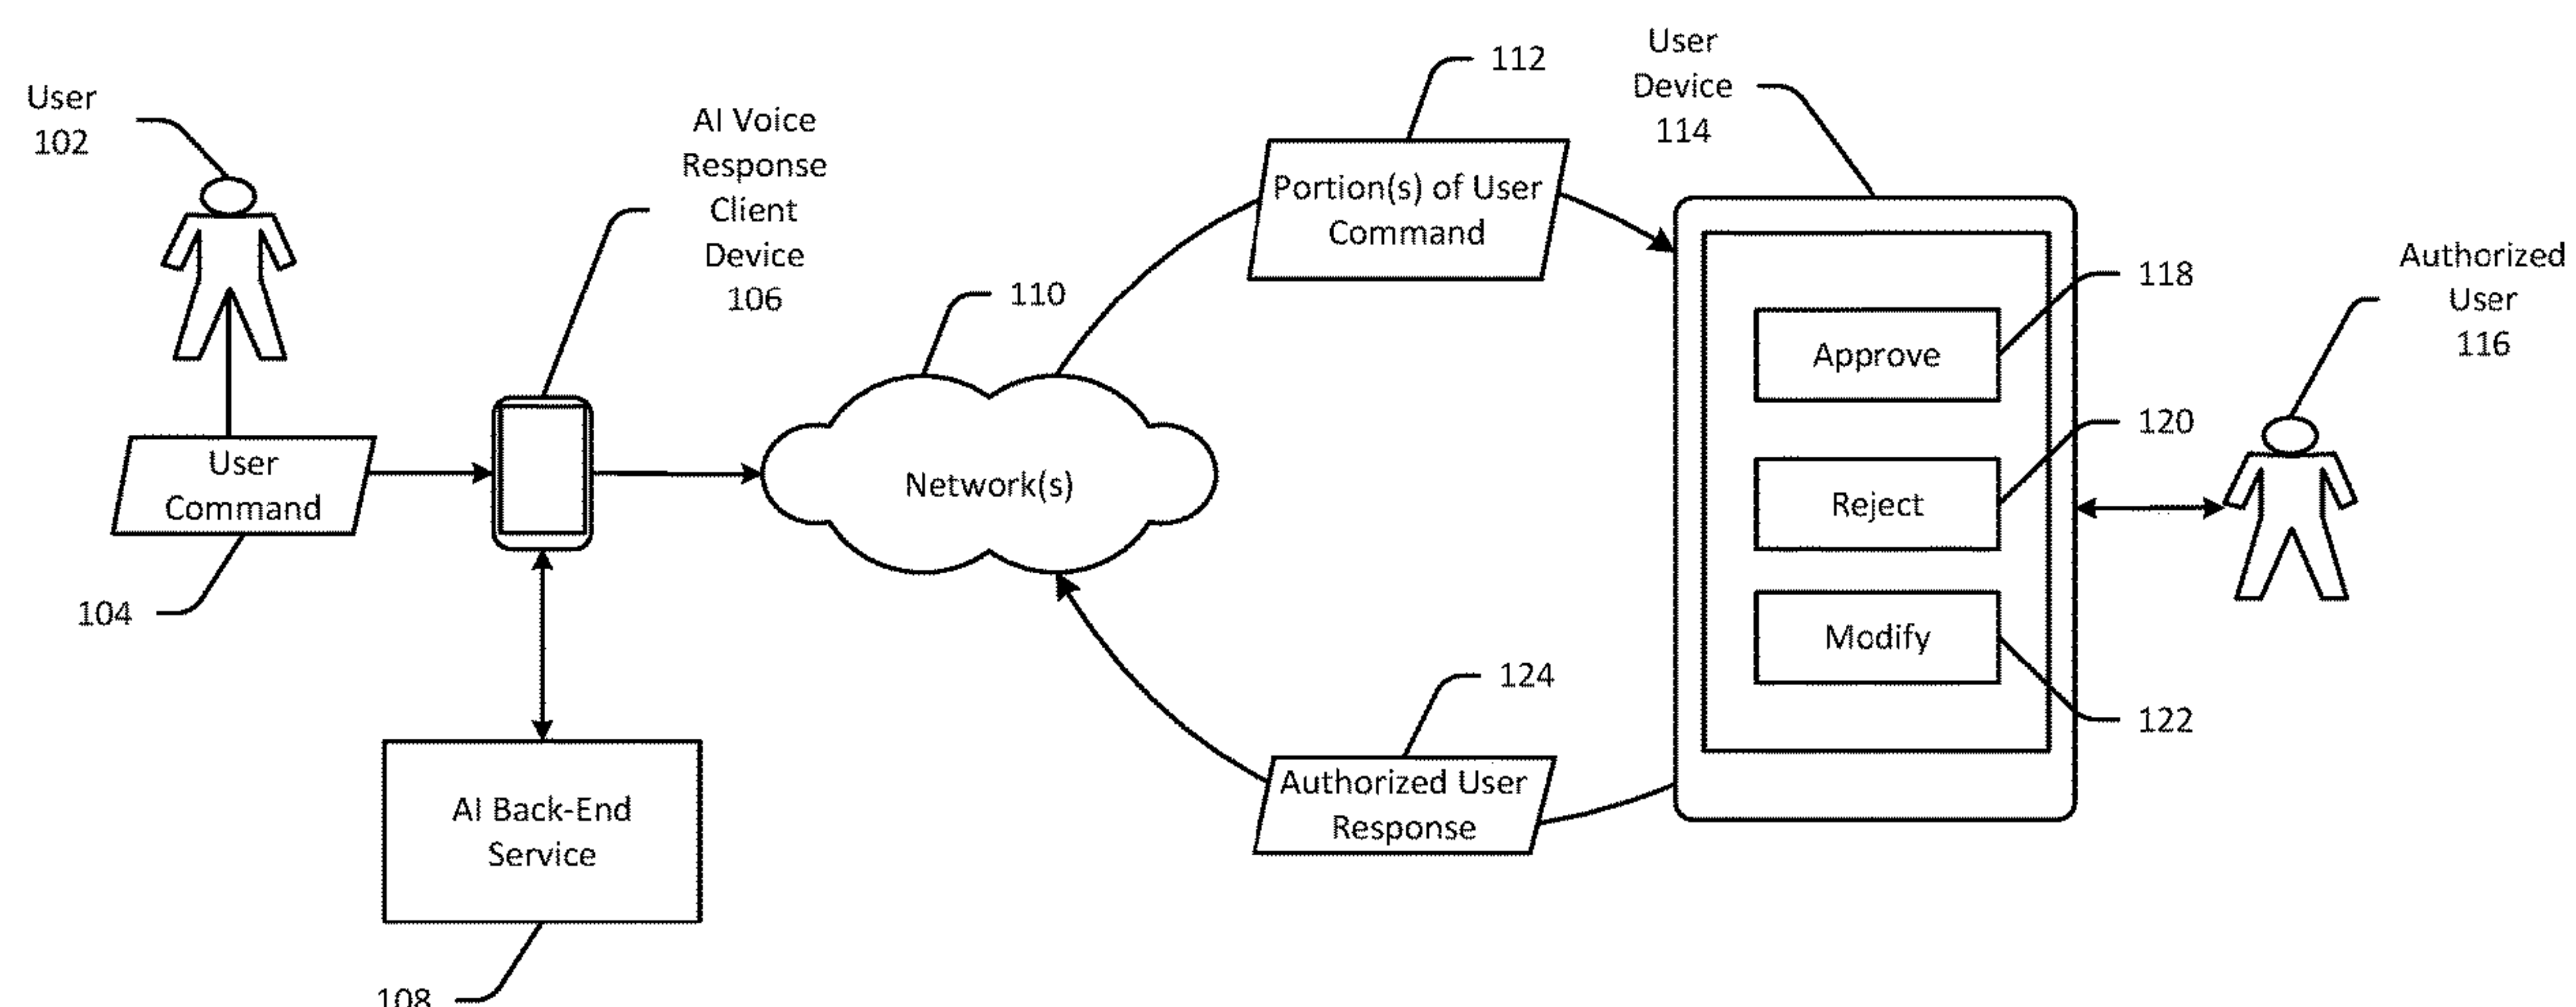 User
102
AI Voice
Response
Client
Device
106
User
Command
104
AI Back-End
Service
108
110
Network(s)
112
Portion(s) of User
Command
User
Device
114
118
Approve
120
Reject
122
Modify
Authorized
User
116
124
Authorized User
Response